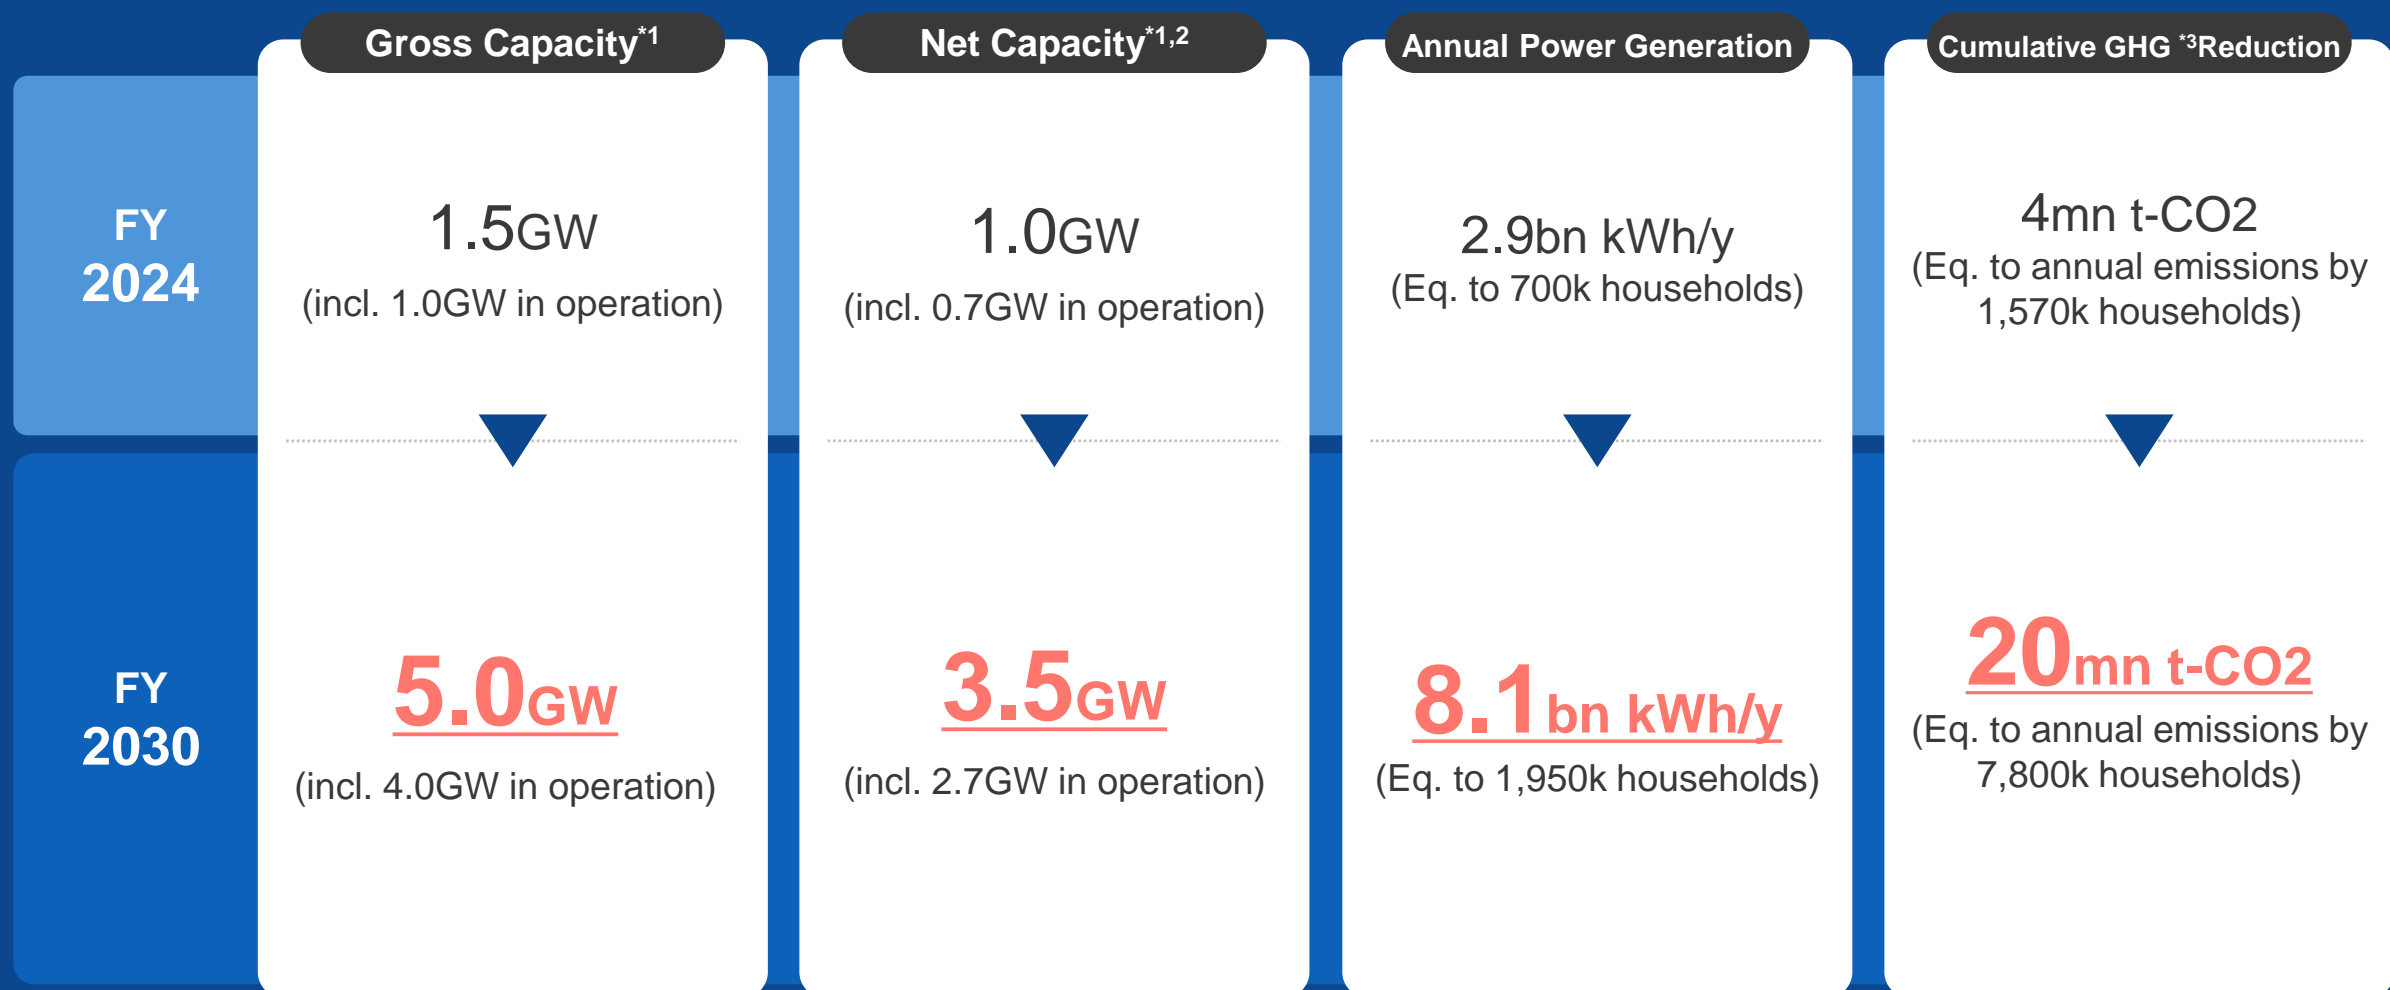 Gross Capacity*1
Net Capacity*1,2
Annual Power Generation
Cumulative GHG *3Reduction
FY
2024
1.5GW
(incl. 1.0GW in operation)
1.0GW
(incl. 0.7GW in operation)
2.9bn kWh/y
(Eq. to 700k households)
4mn t-CO2
(Eq. to annual emissions by
1,570k households)
FY
2030
5.0GW
(incl. 4.0GW in operation)
3.5GW
(incl. 2.7GW in operation)
8.1bn kWh/y
(Eq. to 1,950k households)
20mn t-CO2
(Eq. to annual emissions by
7,800k households)